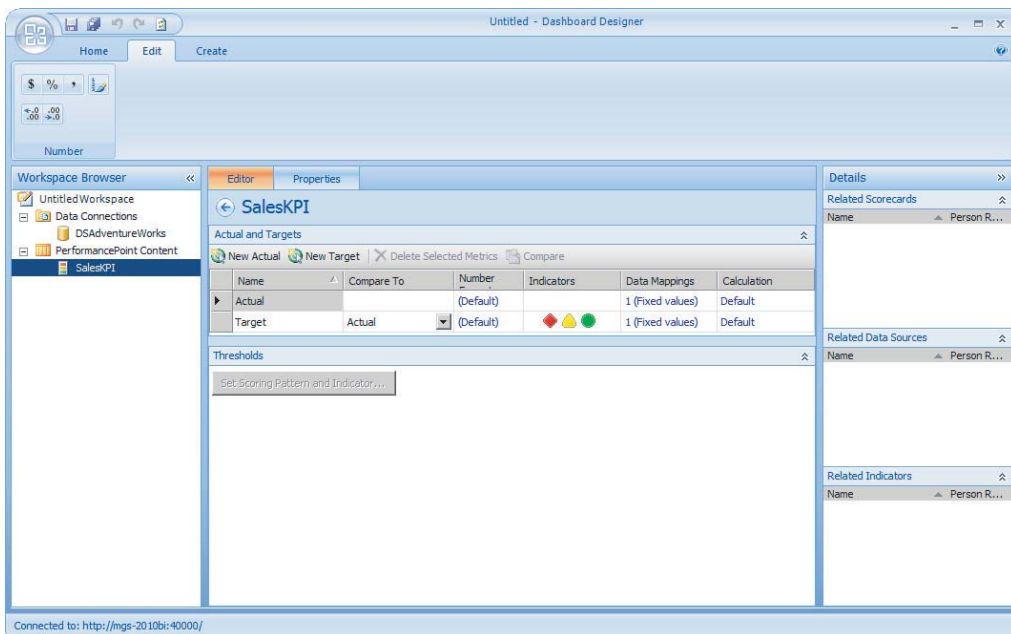 Untitled - Dashboard Designer
Home Edit Create
$ % ,
.0 .00 .00 .0
Number
Workspace Browser
Untitled Workspace
Data Connections
DSAdventureWorks
PerformancePoint Content
SalesKPI
Editor Properties
SalesKPI
Actual and Targets
New Actual New Target Delete Selected Metrics Compare
Name Compare To Number Indicators Data Mappings Calculation
Actual (Default) 1 (Fixed values) Default
Target Actual (Default) 1 (Fixed values) Default
Thresholds
Set Scoring Pattern and Indicator...
Details
Related Scorecards
Name Person R...
Related Data Sources
Name Person R...
Related Indicators
Name Person R...
Connected to: http://mgs-2010bi:40000/